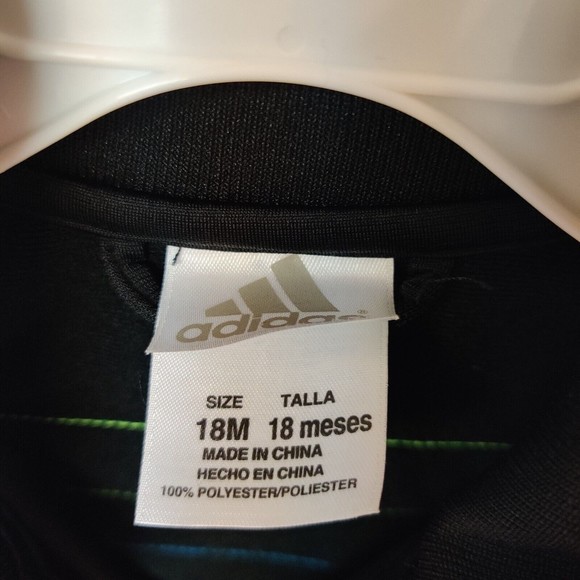 adidas
SIZE TALLA
18M 18 meses
MADE IN CHINA
HECHO EN CHINA
100% POLYESTER/POLIESTER